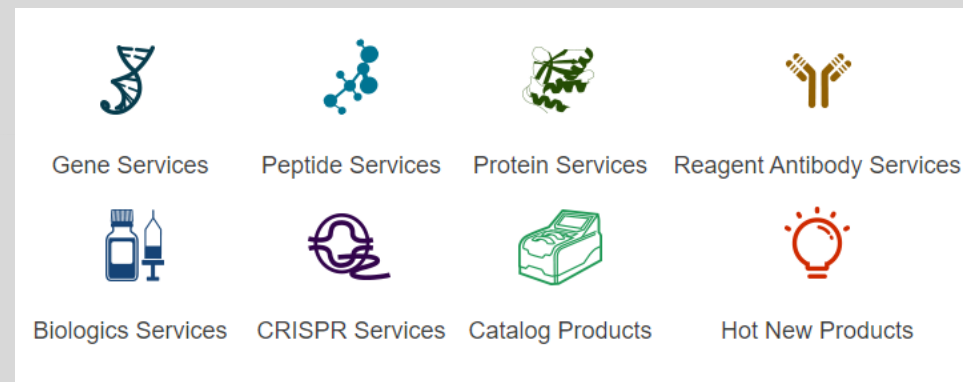 Gene Services
Peptide Services
Protein Services
Reagent Antibody Services
Biologics Services
CRISPR Services
Catalog Products
Hot New Products